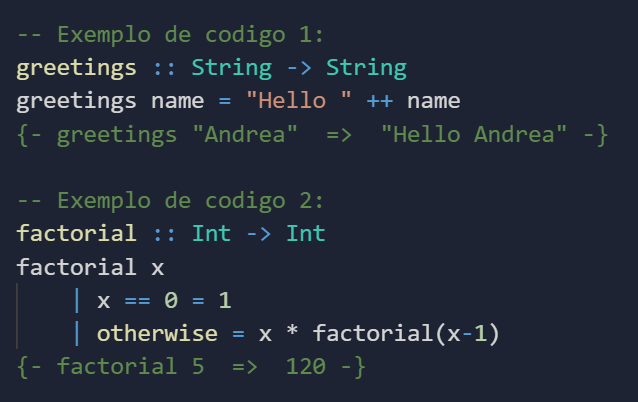 -- Exemplo de codigo 1:
greetings :: String -> String
greetings name = "Hello " ++ name
{- greetings "Andrea"  =>  "Hello Andrea" -}
-- Exemplo de codigo 2:
factorial :: Int -> Int
factorial x
    | x == 0 = 1
    | otherwise = x * factorial(x-1)
{- factorial 5  =>  120 -}